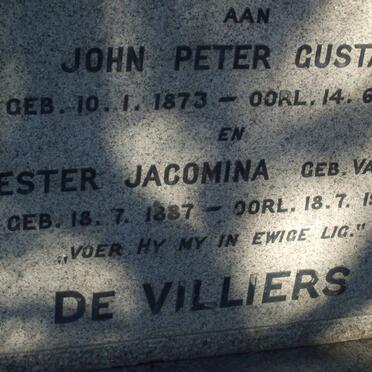 AAN
JOHN PETER GUST
GEB. 10. 1. 1873 – OORL. 14. 6
EN
ESTER JACOMINA GEB. VA
GEB. 18. 7. 1887 – OORL. 18. 7. 1
„VOER HY MY IN EWIGE LIG."
DE VILLIERS